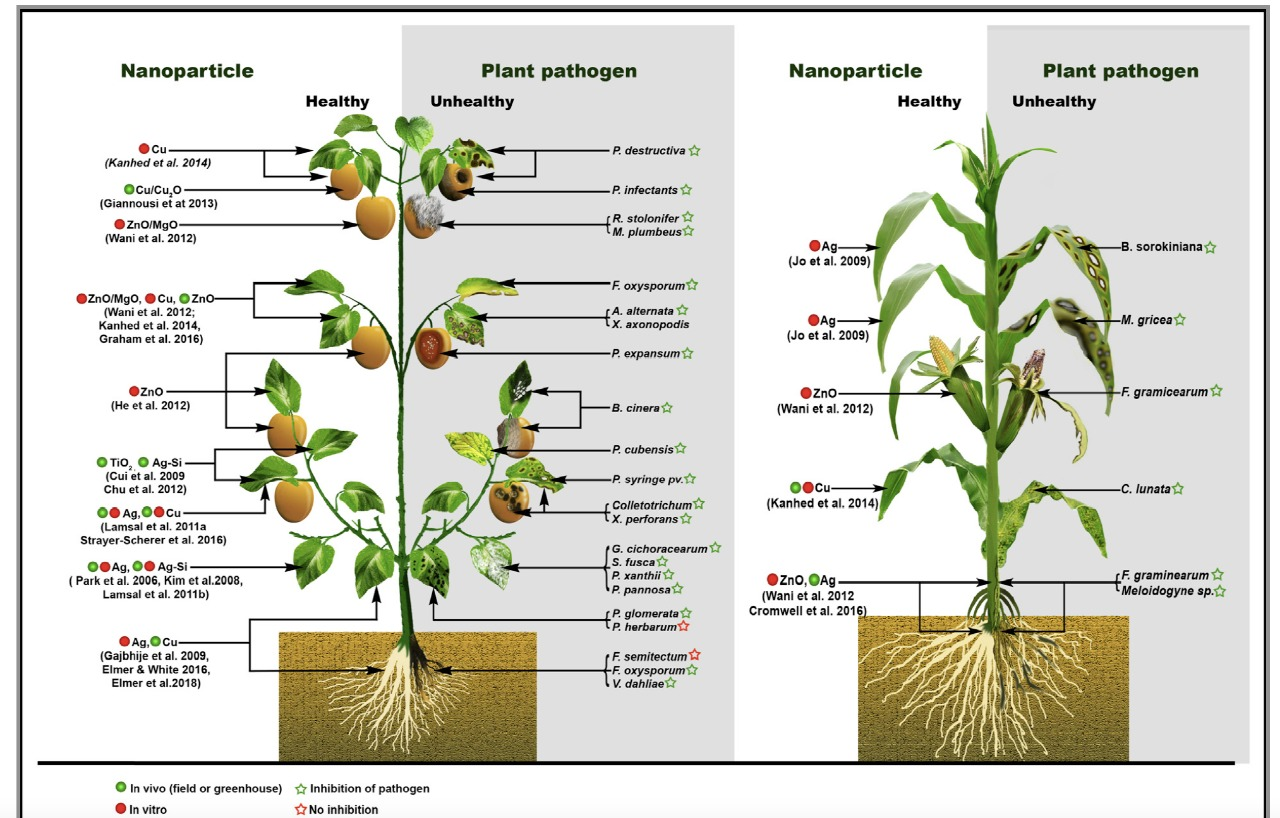 Nanoparticle
Plant pathogen
Healthy
Unhealthy
Cu
(Kanhed et al. 2014)
Cu/Cu2O
(Giannousi et at 2013)
ZnO/MgO
(Wani et al. 2012)
ZnO/MgO, Cu, ZnO
(Wani et al. 2012;
Kanhed et al. 2014,
Graham et al. 2016)
ZnO
(He et al. 2012)
TiO2, Ag-Si
(Cui et al. 2009
Chu et al. 2012)
Ag, Cu
(Lamsal et al. 2011a
Strayer-Scherer et al. 2016)
Ag, Ag-Si
( Park et al. 2006, Kim et al.2008,
Lamsal et al. 2011b)
Ag, Cu
(Gajbhije et al. 2009,
Elmer & White 2016,
Elmer et al.2018)
P. destructiva
P. infectants
R. stolonifer
M. plumbeus
F. oxysporum
A. alternata
X. axonopodis
P. expansum
B. cinera
P. cubensis
P. syringe pv.
Colletotrichum
X. perforans
G. cichoracearum
S. fusca
P. xanthii
P. pannosa
P. glomerata
P. herbarum
F. semitectum
F. oxysporum
V. dahliae
Nanoparticle
Plant pathogen
Healthy
Unhealthy
Ag
(Jo et al. 2009)
Ag
(Jo et al. 2009)
ZnO
(Wani et al. 2012)
Cu
(Kanhed et al. 2014)
ZnO, Ag
(Wani et al. 2012
Cromwell et al. 2016)
B. sorokiniana
M. gricea
F. gramicearum
C. lunata
F. graminearum
Meloidogyne sp.
In vivo (field or greenhouse)
Inhibition of pathogen
In vitro
No inhibition